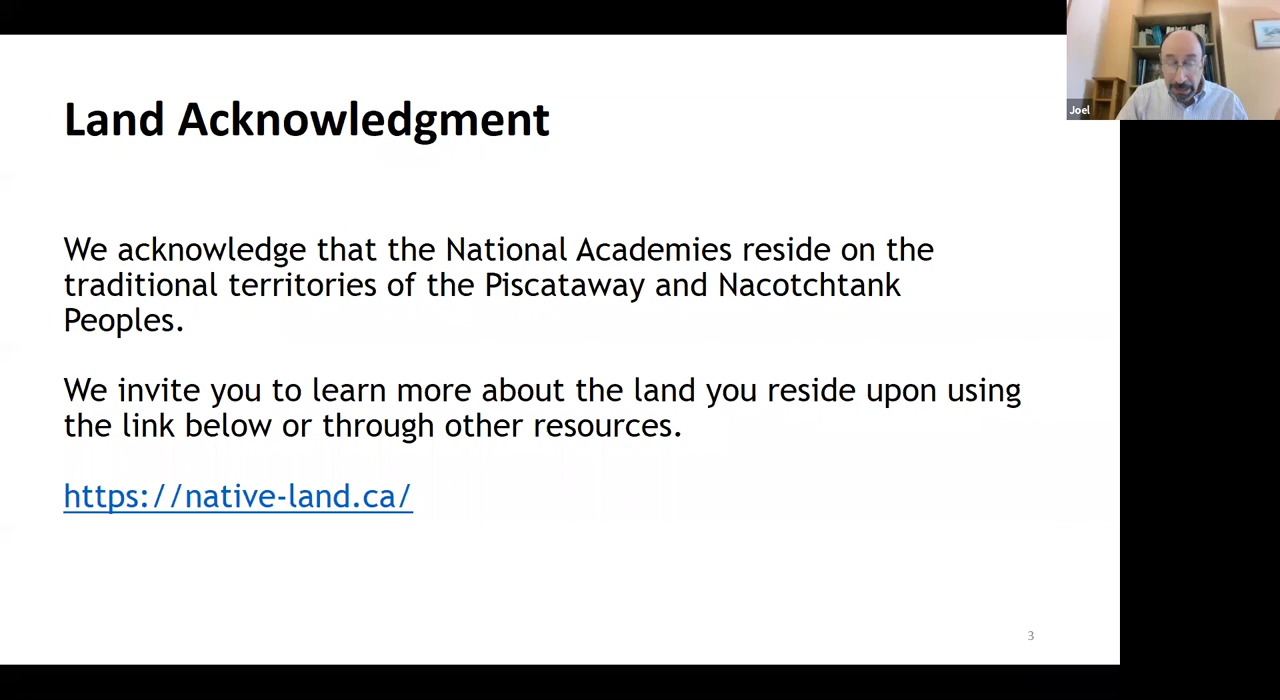 Land Acknowledgment
Joel
We acknowledge that the National Academies reside on the
traditional territories of the Piscataway and Nacotchtank
Peoples.
We invite you to learn more about the land you reside upon using
the link below or through other resources.
https://native-land.ca/
3